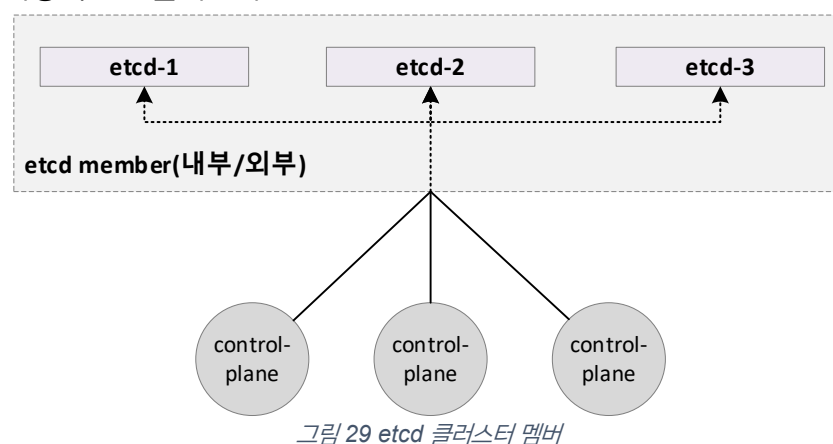 etcd-1
etcd-2
etcd-3
etcd member(내부/외부)
control-
plane
control-
plane
control-
plane
그림 29 etcd 클러스터 멤버